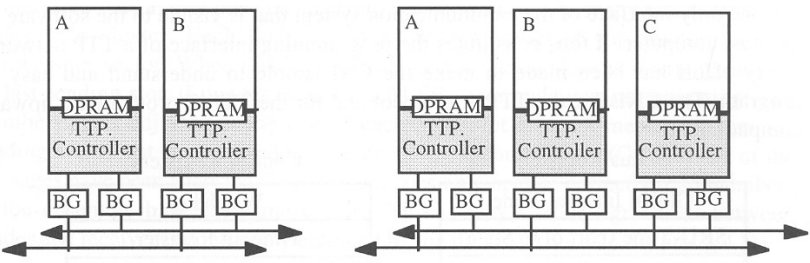 A
B
DPRAM
DPRAM
TTP.
Controller
TTP.
Controller
BG
BG
BG
BG
A
B
C
DPRAM
DPRAM
DPRAM
TTP.
Controller
TTP.
Controller
TTP.
Controller
BG
BG
BG
BG
BG
BG